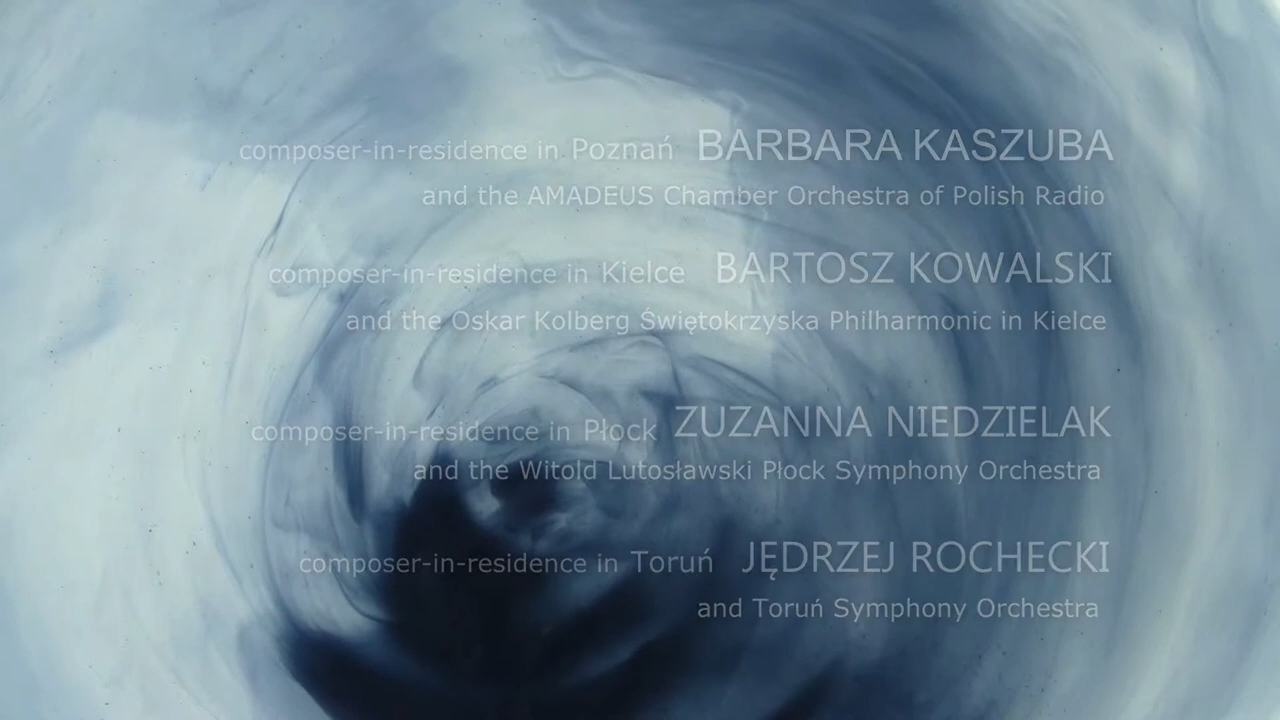 composer-in-residence in Poznań BARBARA KASZUBA
and the AMADEUS Chamber Orchestra of Polish Radio
composer-in-residence in Kielce BARTOSZ KOWALSKI
and the Oskar Kolberg Świętokrzyska Philharmonic in Kielce
composer-in-residence in Płock ZUZANNA NIEDZIELAK
and the Witold Lutosławski Płock Symphony Orchestra
composer-in-residence in Toruń JĘDRZEJ ROCHECKI
and Toruń Symphony Orchestra